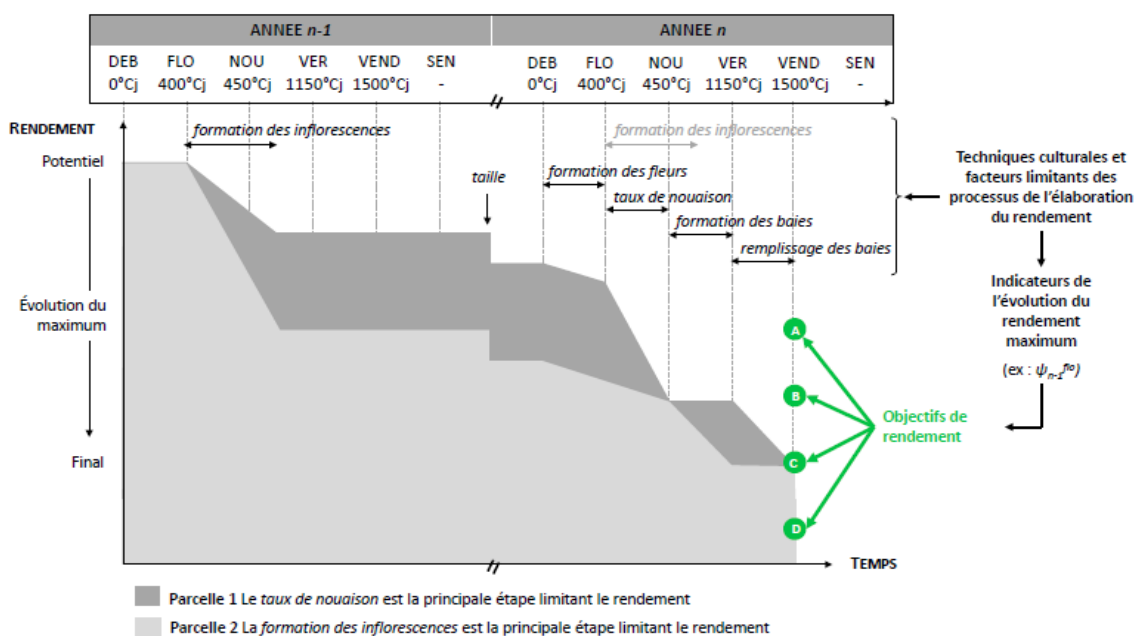 ANNEE n-1
ANNEE n
DEB FLO NOU VER VEND SEN
0°Cj 400°Cj 450°Cj 1150°Cj 1500°Cj -
DEB FLO NOU VER VEND SEN
0°Cj 400°Cj 450°Cj 1150°Cj 1500°Cj -
RENDEMENT
Potentiel
Évolution du
maximum
Final
formation des inflorescences
taille
formation des inflorescences
formation des fleurs
taux de nouaison
formation des baies
remplissage des baies
A
B
C
D
Objectifs de
rendement
Techniques culturales et
facteurs limitants des
processus de l'élaboration
du rendement
Indicateurs de
l'évolution du
rendement
maximum
(ex : ψn-1flo)
TEMPS
Parcelle 1 Le taux de nouaison est la principale étape limitant le rendement
Parcelle 2 La formation des inflorescences est la principale étape limitant le rendement